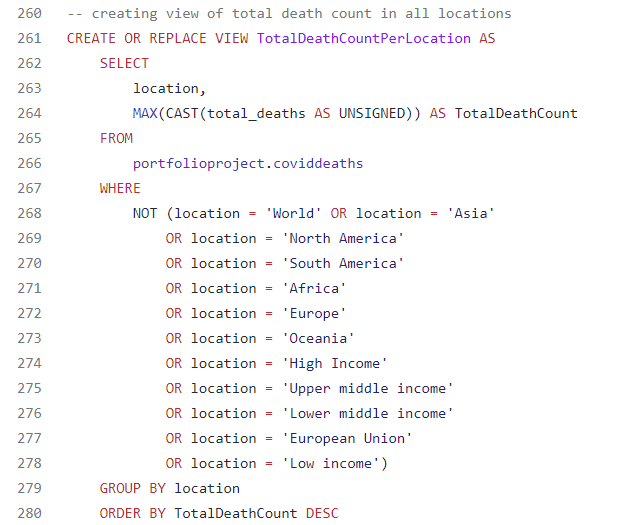 260 -- creating view of total death count in all locations
261 CREATE OR REPLACE VIEW TotalDeathCountPerLocation AS
262 SELECT
263 location,
264 MAX(CAST(total_deaths AS UNSIGNED)) AS TotalDeathCount
265 FROM
266 portfolioproject.coviddeaths
267 WHERE
268 NOT (location = 'World' OR location = 'Asia'
269 OR location = 'North America'
270 OR location = 'South America'
271 OR location = 'Africa'
272 OR location = 'Europe'
273 OR location = 'Oceania'
274 OR location = 'High Income'
275 OR location = 'Upper middle income'
276 OR location = 'Lower middle income'
277 OR location = 'European Union'
278 OR location = 'Low income')
279 GROUP BY location
280 ORDER BY TotalDeathCount DESC